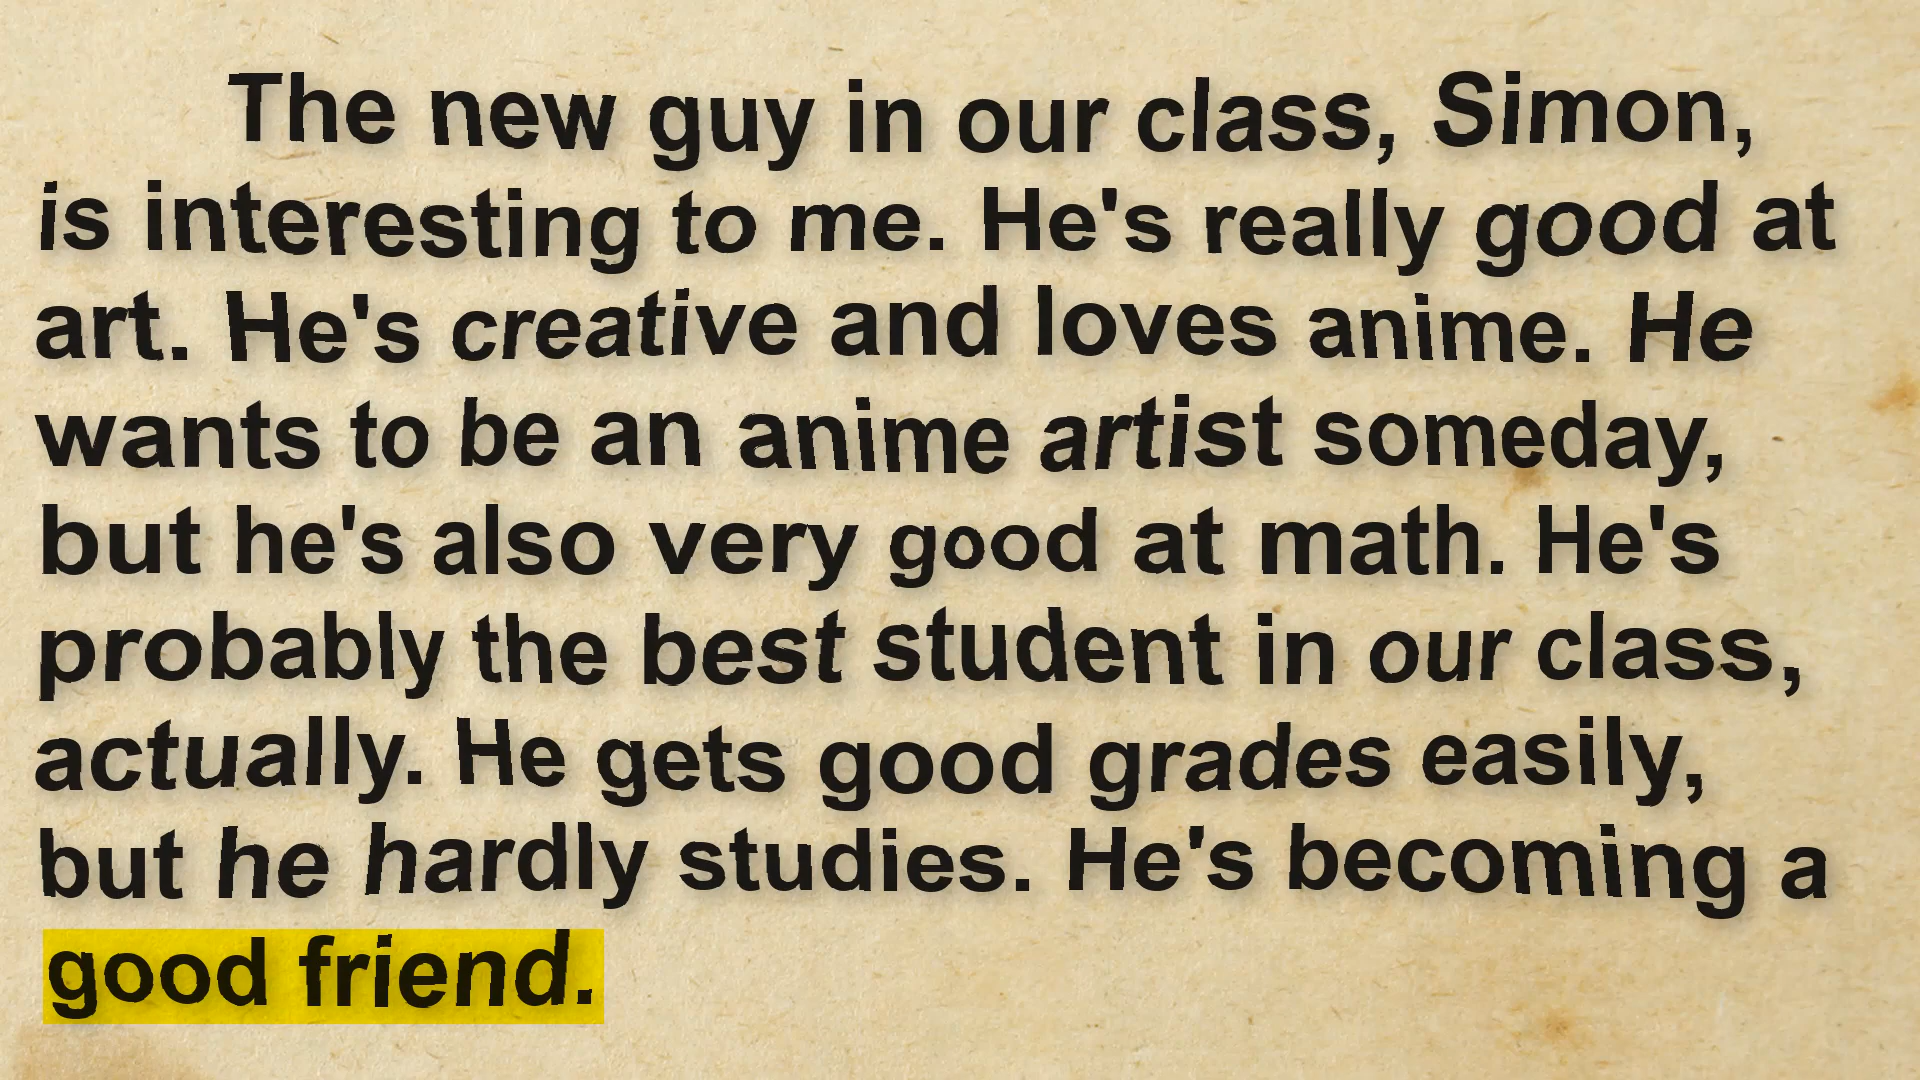 The new guy in our class, Simon,
is interesting to me. He's really good at
art. He's creative and loves anime. He
wants to be an anime artist someday,
but he's also very good at math. He's
probably the best student in our class,
actually. He gets good grades easily,
but he hardly studies. He's becoming a
good friend.